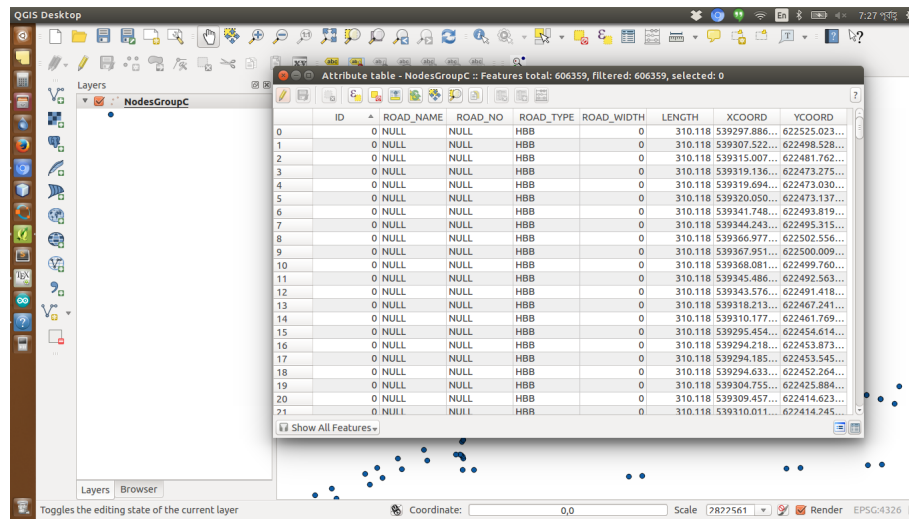 QGIS Desktop
En
7:27 পূর্বাহ্ণ
Layers
NodesGroupC
Attribute table - NodesGroupC :: Features total: 606359, filtered: 606359, selected: 0
ID ROAD_NAME ROAD_NO ROAD_TYPE ROAD_WIDTH LENGTH XCOORD YCOORD
0 0 NULL NULL HBB 0 310.118 539297.886... 622525.023...
1 0 NULL NULL HBB 0 310.118 539307.522... 622498.528...
2 0 NULL NULL HBB 0 310.118 539315.007... 622481.762...
3 0 NULL NULL HBB 0 310.118 539319.136... 622473.275...
4 0 NULL NULL HBB 0 310.118 539319.694... 622473.030...
5 0 NULL NULL HBB 0 310.118 539320.050... 622473.137...
6 0 NULL NULL HBB 0 310.118 539341.748... 622493.819...
7 0 NULL NULL HBB 0 310.118 539344.243... 622495.315...
8 0 NULL NULL HBB 0 310.118 539366.977... 622502.556...
9 0 NULL NULL HBB 0 310.118 539367.951... 622500.009...
10 0 NULL NULL HBB 0 310.118 539368.081... 622499.760...
11 0 NULL NULL HBB 0 310.118 539345.486... 622492.563...
12 0 NULL NULL HBB 0 310.118 539343.576... 622491.418...
13 0 NULL NULL HBB 0 310.118 539318.213... 622467.241...
14 0 NULL NULL HBB 0 310.118 539310.177... 622461.769...
15 0 NULL NULL HBB 0 310.118 539295.454... 622454.614...
16 0 NULL NULL HBB 0 310.118 539294.218... 622453.873...
17 0 NULL NULL HBB 0 310.118 539294.185... 622453.545...
18 0 NULL NULL HBB 0 310.118 539294.633... 622452.264...
19 0 NULL NULL HBB 0 310.118 539304.755... 622425.884...
20 0 NULL NULL HBB 0 310.118 539309.457... 622414.623...
21 0 NULL NULL HBB 0 310.118 539310.011... 622414.245...
Show All Features
Layers Browser
Toggles the editing state of the current layer Coordinate: 0,0 Scale 2822561 Render EPSG:4326